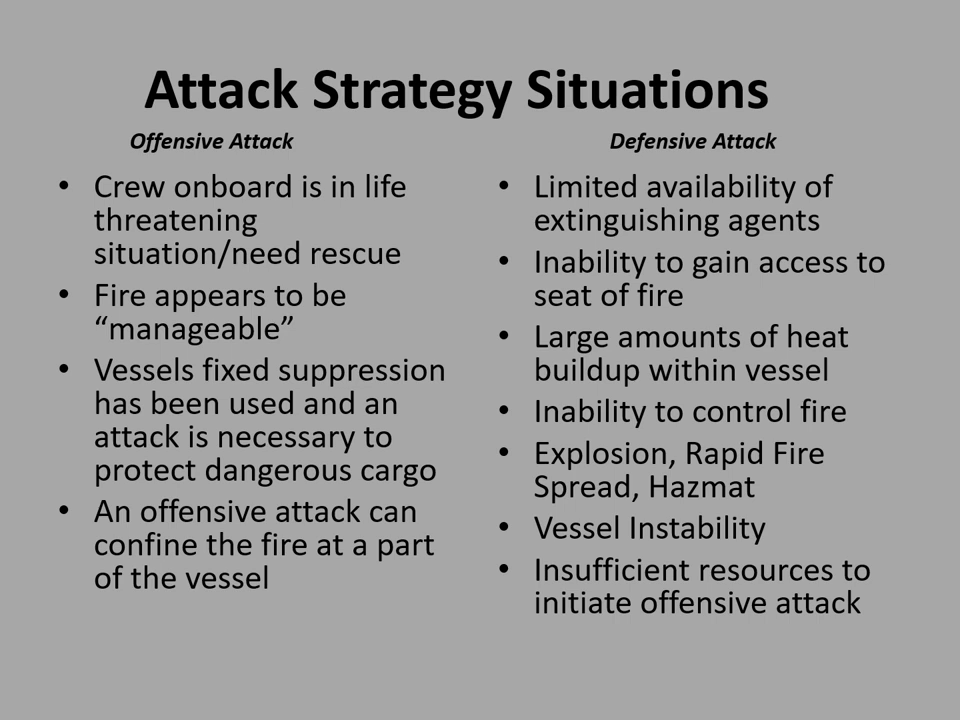 Attack Strategy Situations
Offensive Attack
• Crew onboard is in life
threatening
situation/need rescue
• Fire appears to be
“manageable”
• Vessels fixed suppression
has been used and an
attack is necessary to
protect dangerous cargo
• An offensive attack can
confine the fire at a part
of the vessel
Defensive Attack
• Limited availability of
extinguishing agents
• Inability to gain access to
seat of fire
• Large amounts of heat
buildup within vessel
• Inability to control fire
• Explosion, Rapid Fire
Spread, Hazmat
• Vessel Instability
• Insufficient resources to
initiate offensive attack